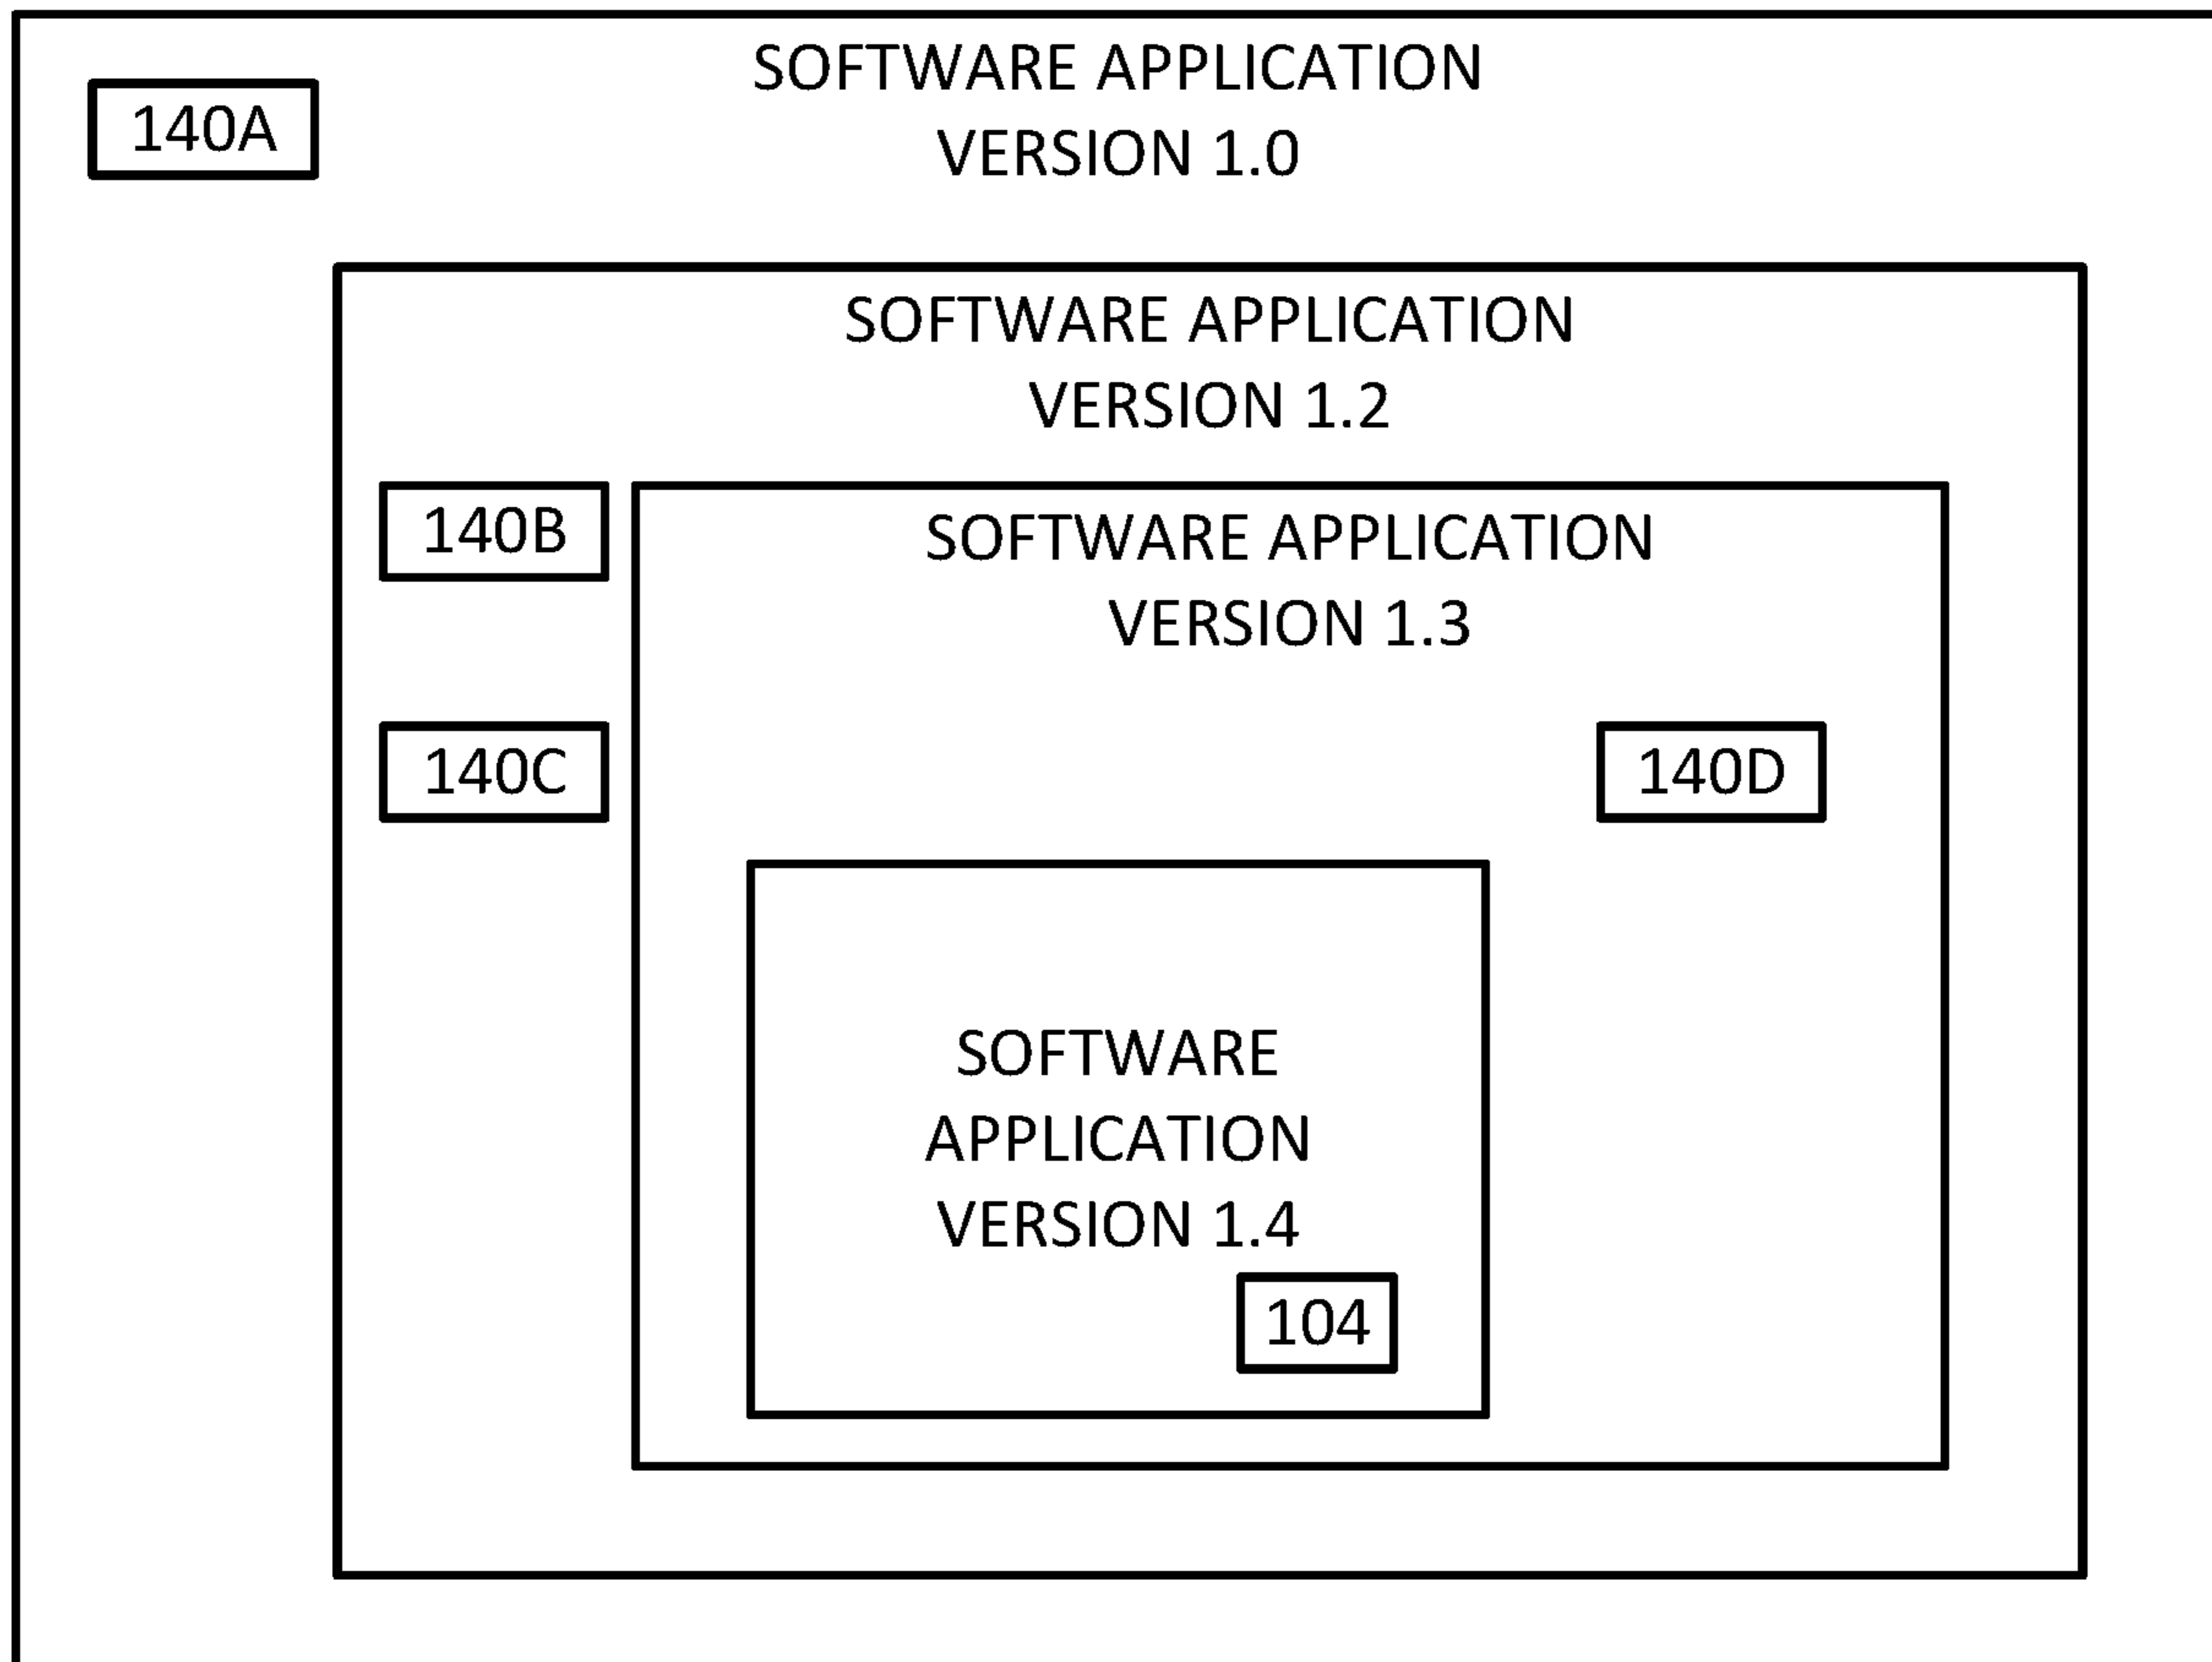 140A
SOFTWARE APPLICATION
VERSION 1.0
SOFTWARE APPLICATION
VERSION 1.2
140B
SOFTWARE APPLICATION
VERSION 1.3
140C
140D
SOFTWARE
APPLICATION
VERSION 1.4
104